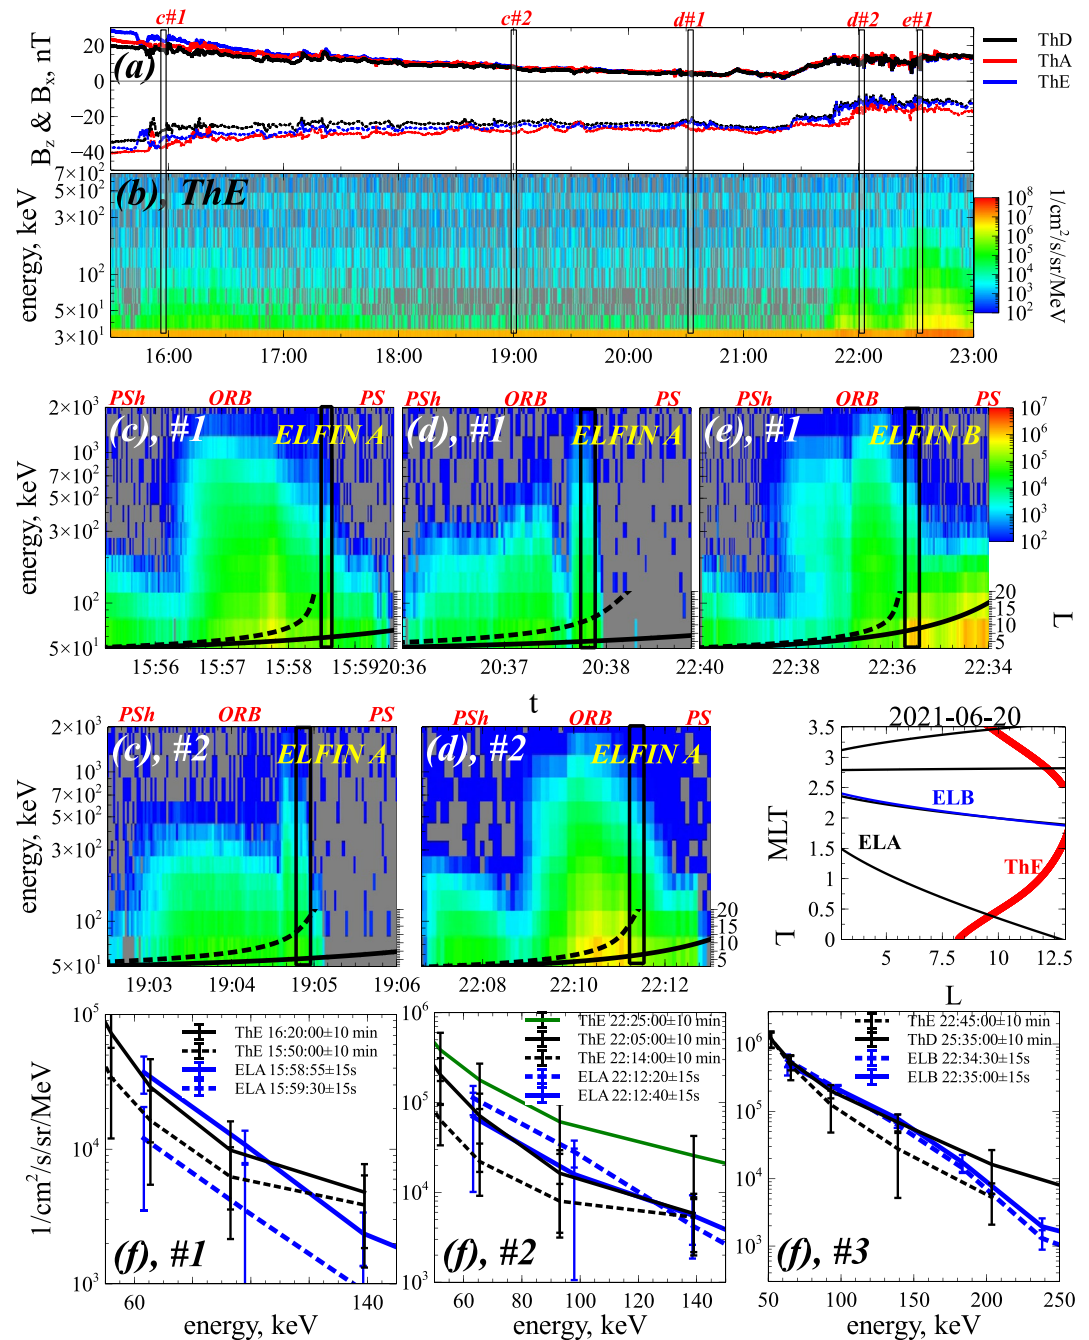 c#1 c#2 d#1 d#2 e#1
B_z & B_x, nT
20
0
−20
−40
(a)
ThD
ThA
ThE
energy, keV
7×10²
5×10²
3×10²
10²
5×10¹
3×10¹
(b), ThE
10⁸
10⁷
10⁶
10⁵
10⁴
10³
10²
1/cm²/s/sr/MeV
16:00 17:00 18:00 19:00 20:00 21:00 22:00 23:00
PSh ORB PS PSh ORB PS PSh ORB PS
energy, keV
2×10³
10³
7×10²
5×10²
3×10²
10²
5×10¹
(c), #1
ELFIN A
(d), #1
ELFIN A
(e), #1
ELFIN B
10⁷
10⁶
10⁵
10⁴
10³
10²
20
15
10
5
L
15:56 15:57 15:58 15:59 20:36 20:37 20:38 22:40 22:38 22:36 22:34
t
PSh ORB PS PSh ORB PS
energy, keV
2×10³
10³
7×10²
5×10²
3×10²
10²
5×10¹
(c), #2
ELFIN A
20
15
10
5
(d), #2
ELFIN A
20
15
10
5
L
19:03 19:04 19:05 19:06 22:08 22:10 22:12
2021-06-20
MLT
3.5
3
2.5
2
1.5
1
0.5
0
ELB
ELA
ThE
5 7.5 10 12.5
L
1/cm²/s/sr/MeV
10⁵
10⁴
10³
ThE 16:20:00±10 min
ThE 15:50:00±10 min
ELA 15:58:55±15s
ELA 15:59:30±15s
(f), #1
60 100 140
energy, keV
10⁶
10⁵
10⁴
10³
ThE 22:25:00±10 min
ThE 22:05:00±10 min
ThE 22:14:00±10 min
ELA 22:12:20±15s
ELA 22:12:40±15s
(f), #2
60 80 100 120 140
energy, keV
10⁶
10⁵
10⁴
10³
ThE 22:45:00±10 min
ThD 25:35:00±10 min
ELB 22:34:30±15s
ELB 22:35:00±15s
(f), #3
50 100 150 200 250
energy, keV